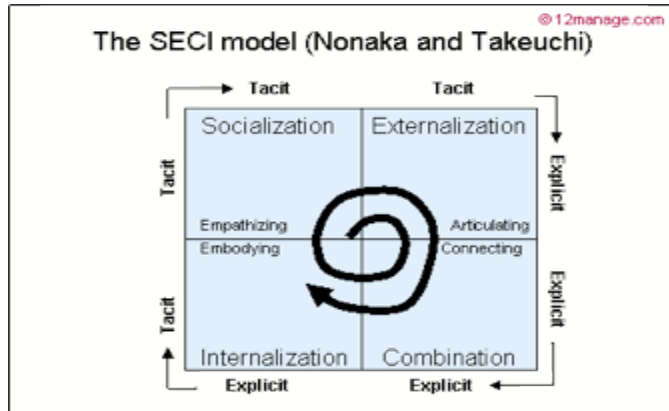 ©12manage.com
The SECI model (Nonaka and Takeuchi)
Tacit Tacit
Socialization Externalization
Tacit Explicit
Empathizing Articulating
Embodying Connecting
Tacit Explicit
Internalization Combination
Explicit Explicit